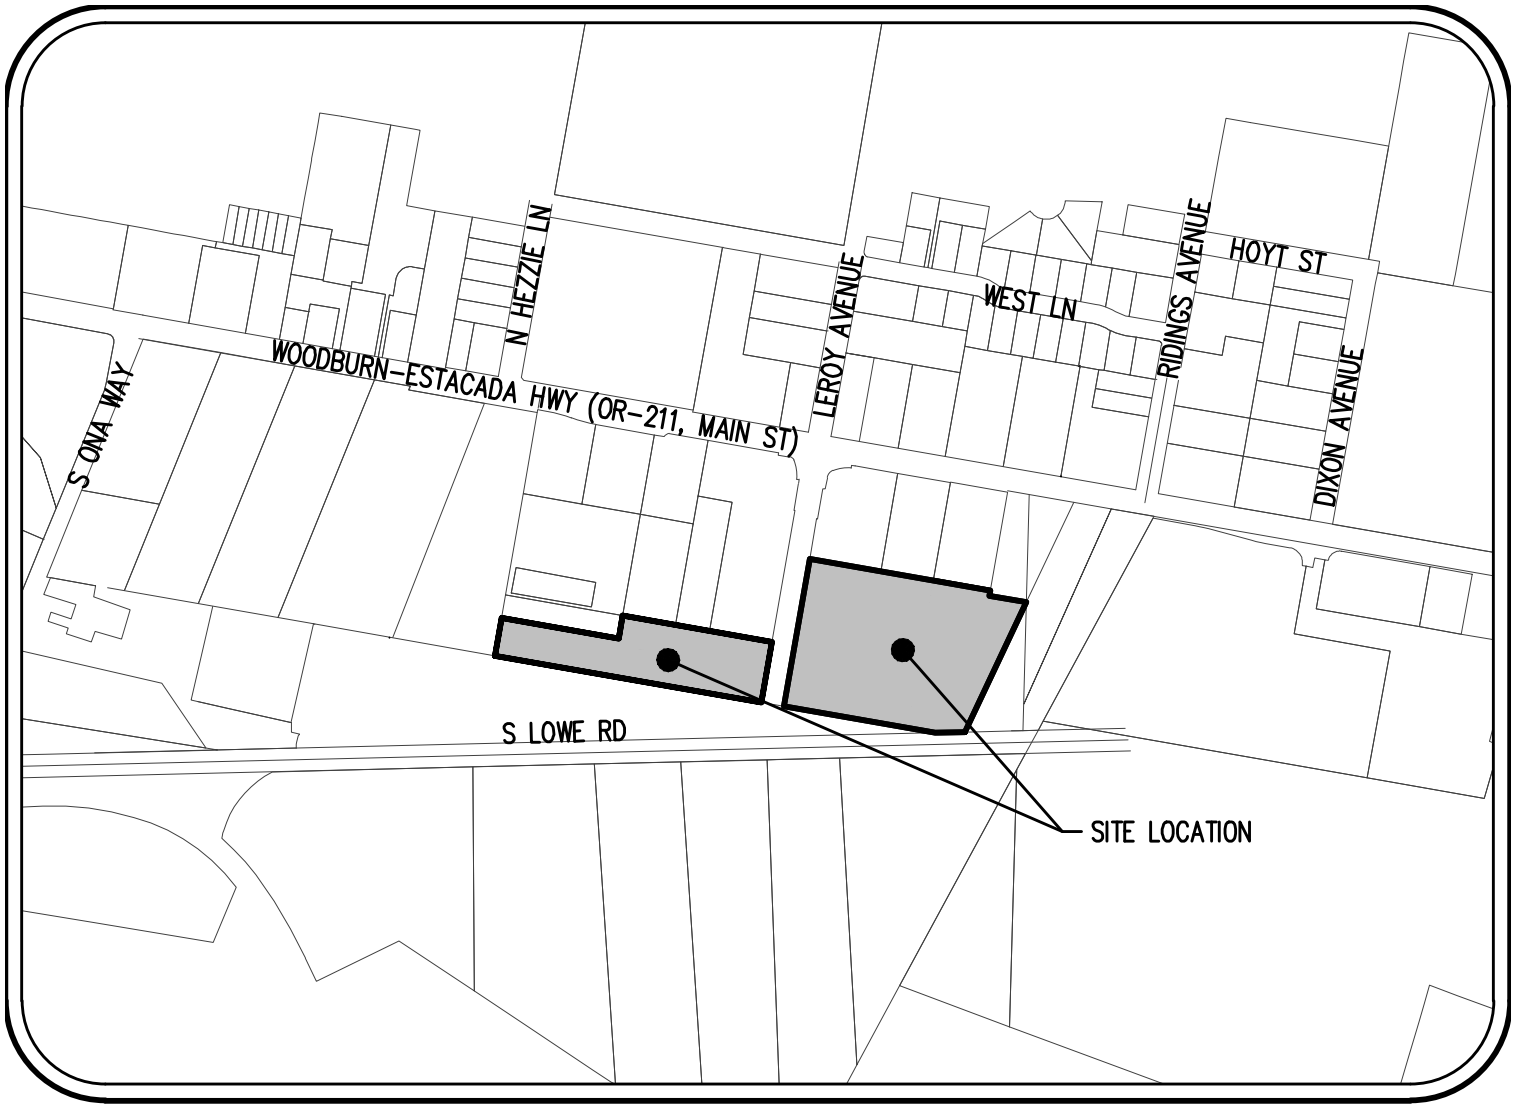 HOYT ST
N HEZZIE LN
RIDINGS AVENUE
LEROY AVENUE
WEST LN
WOODBURN-ESTACADA HWY (OR-211, MAIN ST)
S ONA WAY
DIXON AVENUE
S LOWE RD
SITE LOCATION